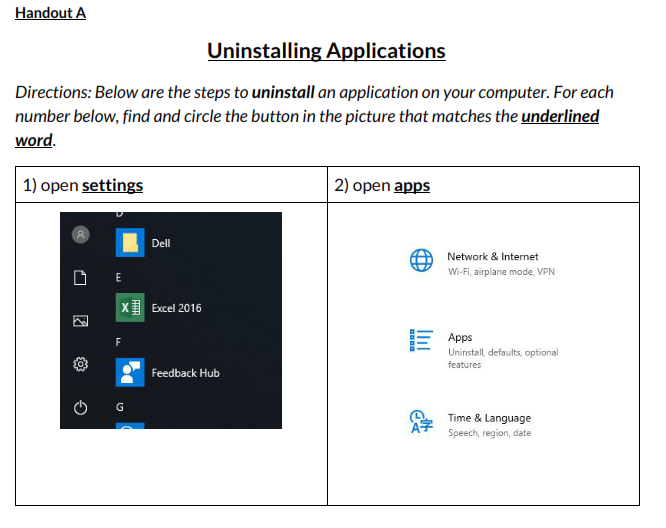 Handout A
Uninstalling Applications
Directions: Below are the steps to uninstall an application on your computer. For each
number below, find and circle the button in the picture that matches the underlined
word.
1) open settings
2) open apps
D
Dell
E
Excel 2016
F
Feedback Hub
G
Network & Internet
Wi-Fi, airplane mode, VPN
Apps
Uninstall, defaults, optional
features
Time & Language
Speech, region, date